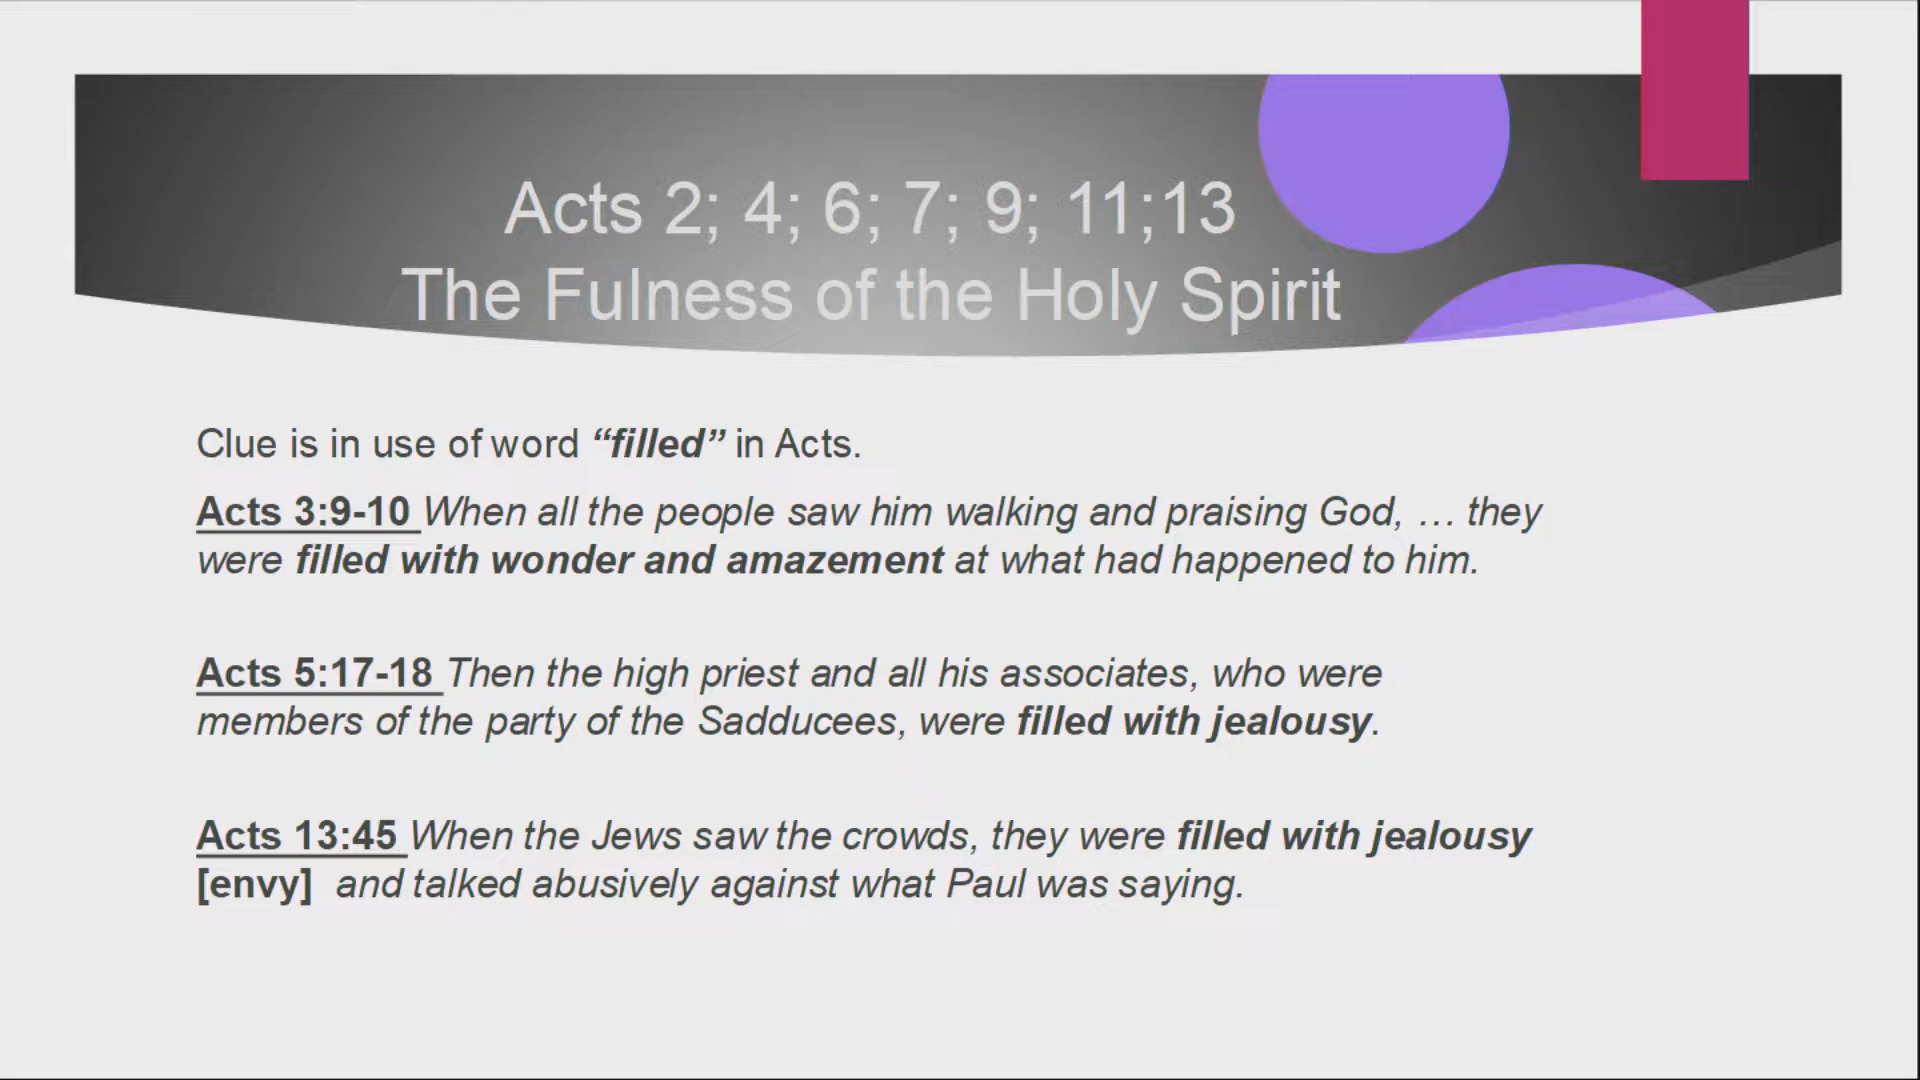 Acts 2; 4; 6; 7; 9; 11;13
The Fulness of the Holy Spirit
Clue is in use of word “filled” in Acts.
Acts 3:9-10 When all the people saw him walking and praising God, … they
were filled with wonder and amazement at what had happened to him.
Acts 5:17-18 Then the high priest and all his associates, who were
members of the party of the Sadducees, were filled with jealousy.
Acts 13:45 When the Jews saw the crowds, they were filled with jealousy
[envy]  and talked abusively against what Paul was saying.